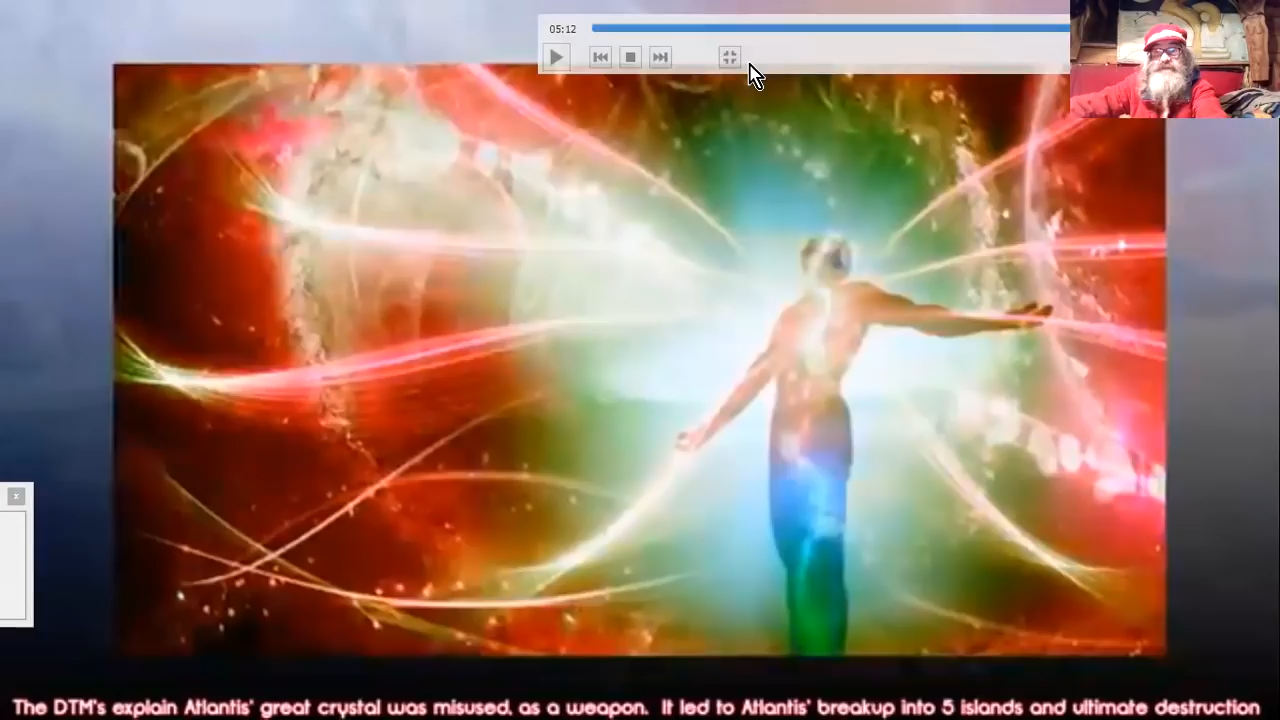 05:12
x
The DTM's explain Atlantis' great crystal was misused, as a weapon.  It led to Atlantis' breakup into 5 islands and ultimate destruction